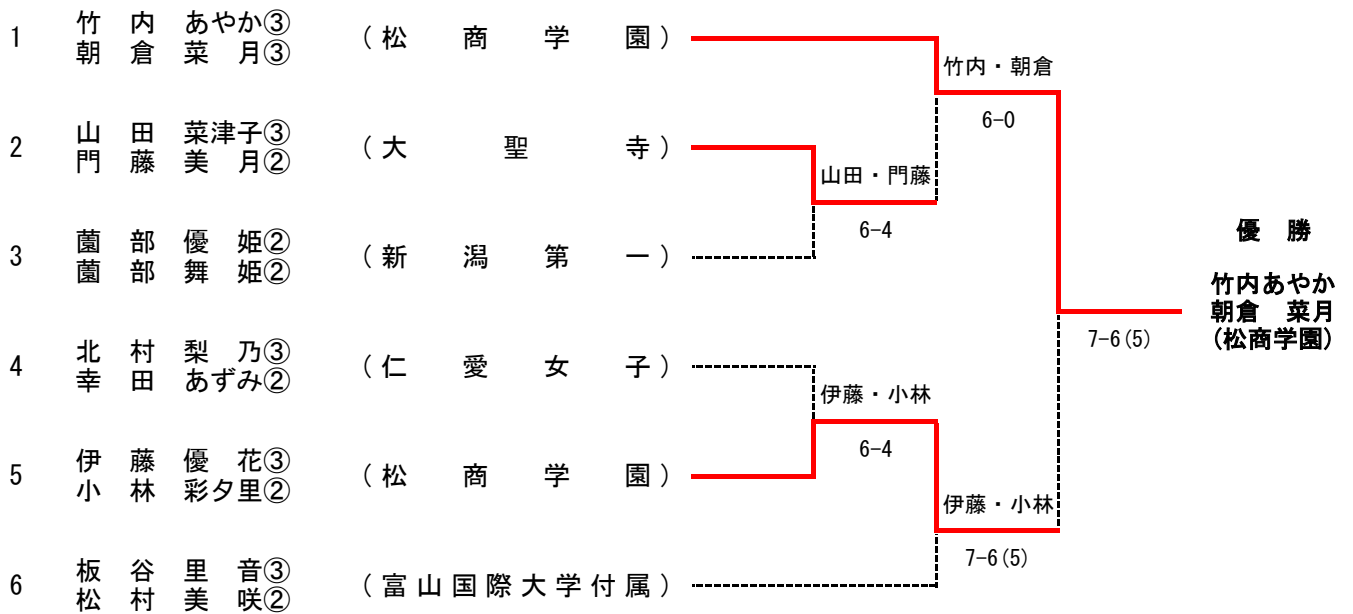 1 竹内 あやか③ (松商学園)
朝倉菜月③
竹内・朝倉
6-0
2 山田 菜津子③ (大聖寺)
門藤美月②
山田・門藤
6-4
3 薗部優姫② (新潟第一)
薗部舞姫②
優勝
竹内あやか
朝倉 菜月
(松商学園)
7-6(5)
4 北村梨乃③ (仁愛女子)
幸田 あずみ②
伊藤・小林
6-4
5 伊藤優花③ (松商学園)
小林 彩夕里②
伊藤・小林
7-6(5)
6 板谷里音③ (富山国際大学付属)
松村美咲②